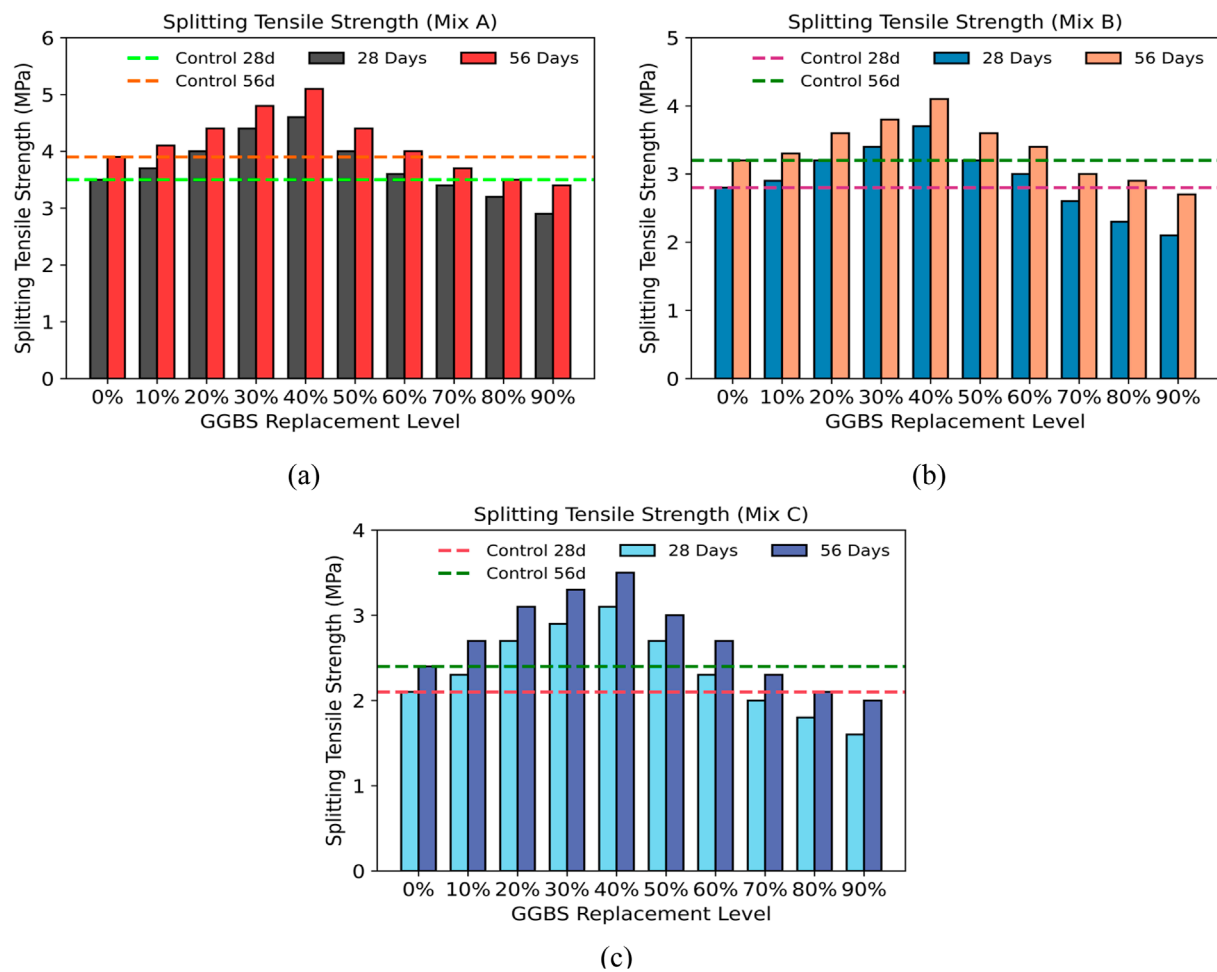 Splitting Tensile Strength (Mix A)
Splitting Tensile Strength (MPa)
6
5
4
3
2
1
0
Control 28d
Control 56d
28 Days
56 Days
0% 10% 20% 30% 40% 50% 60% 70% 80% 90%
GGBS Replacement Level
(a)
Splitting Tensile Strength (Mix B)
Splitting Tensile Strength (MPa)
5
4
3
2
1
0
Control 28d
Control 56d
28 Days
56 Days
0% 10% 20% 30% 40% 50% 60% 70% 80% 90%
GGBS Replacement Level
(b)
Splitting Tensile Strength (Mix C)
Splitting Tensile Strength (MPa)
4
3
2
1
0
Control 28d
Control 56d
28 Days
56 Days
0% 10% 20% 30% 40% 50% 60% 70% 80% 90%
GGBS Replacement Level
(c)